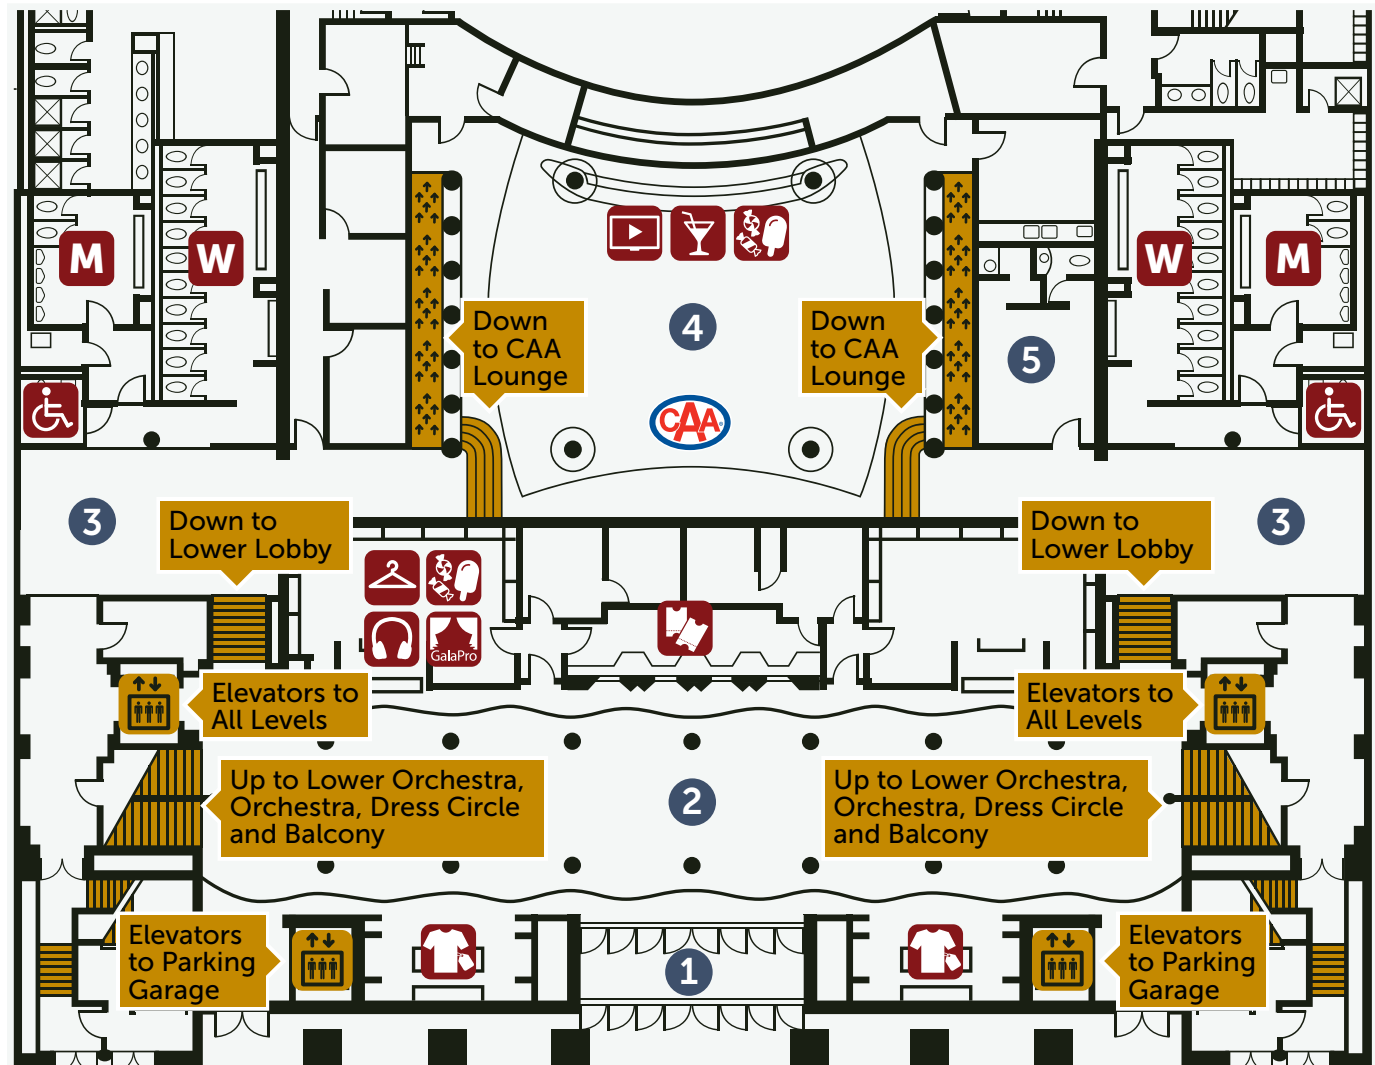 M
W
W
M
Down
to CAA
Lounge
4
Down
to CAA
Lounge
5
CAA
3
Down to
Lower Lobby
Down to
Lower Lobby
3
GalaPro
Elevators to
All Levels
Elevators to
All Levels
Up to Lower Orchestra,
Orchestra, Dress Circle
and Balcony
2
Up to Lower Orchestra,
Orchestra, Dress Circle
and Balcony
Elevators
to Parking
Garage
1
Elevators
to Parking
Garage